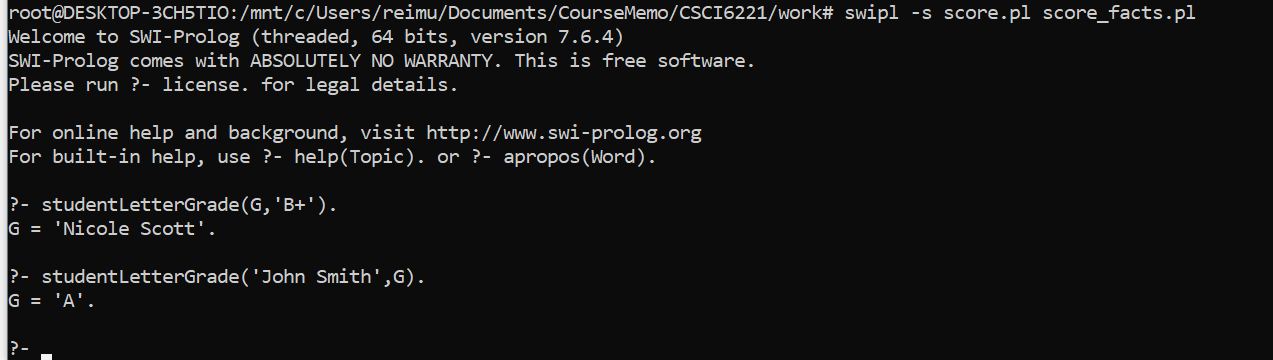 root@DESKTOP-3CH5TIO:/mnt/c/Users/reimu/Documents/CourseMemo/CSCI6221/work# swipl -s score.pl score_facts.pl
Welcome to SWI-Prolog (threaded, 64 bits, version 7.6.4)
SWI-Prolog comes with ABSOLUTELY NO WARRANTY. This is free software.
Please run ?- license. for legal details.

For online help and background, visit http://www.swi-prolog.org
For built-in help, use ?- help(Topic). or ?- apropos(Word).

?- studentLetterGrade(G,'B+').
G = 'Nicole Scott'.

?- studentLetterGrade('John Smith',G).
G = 'A'.

?-